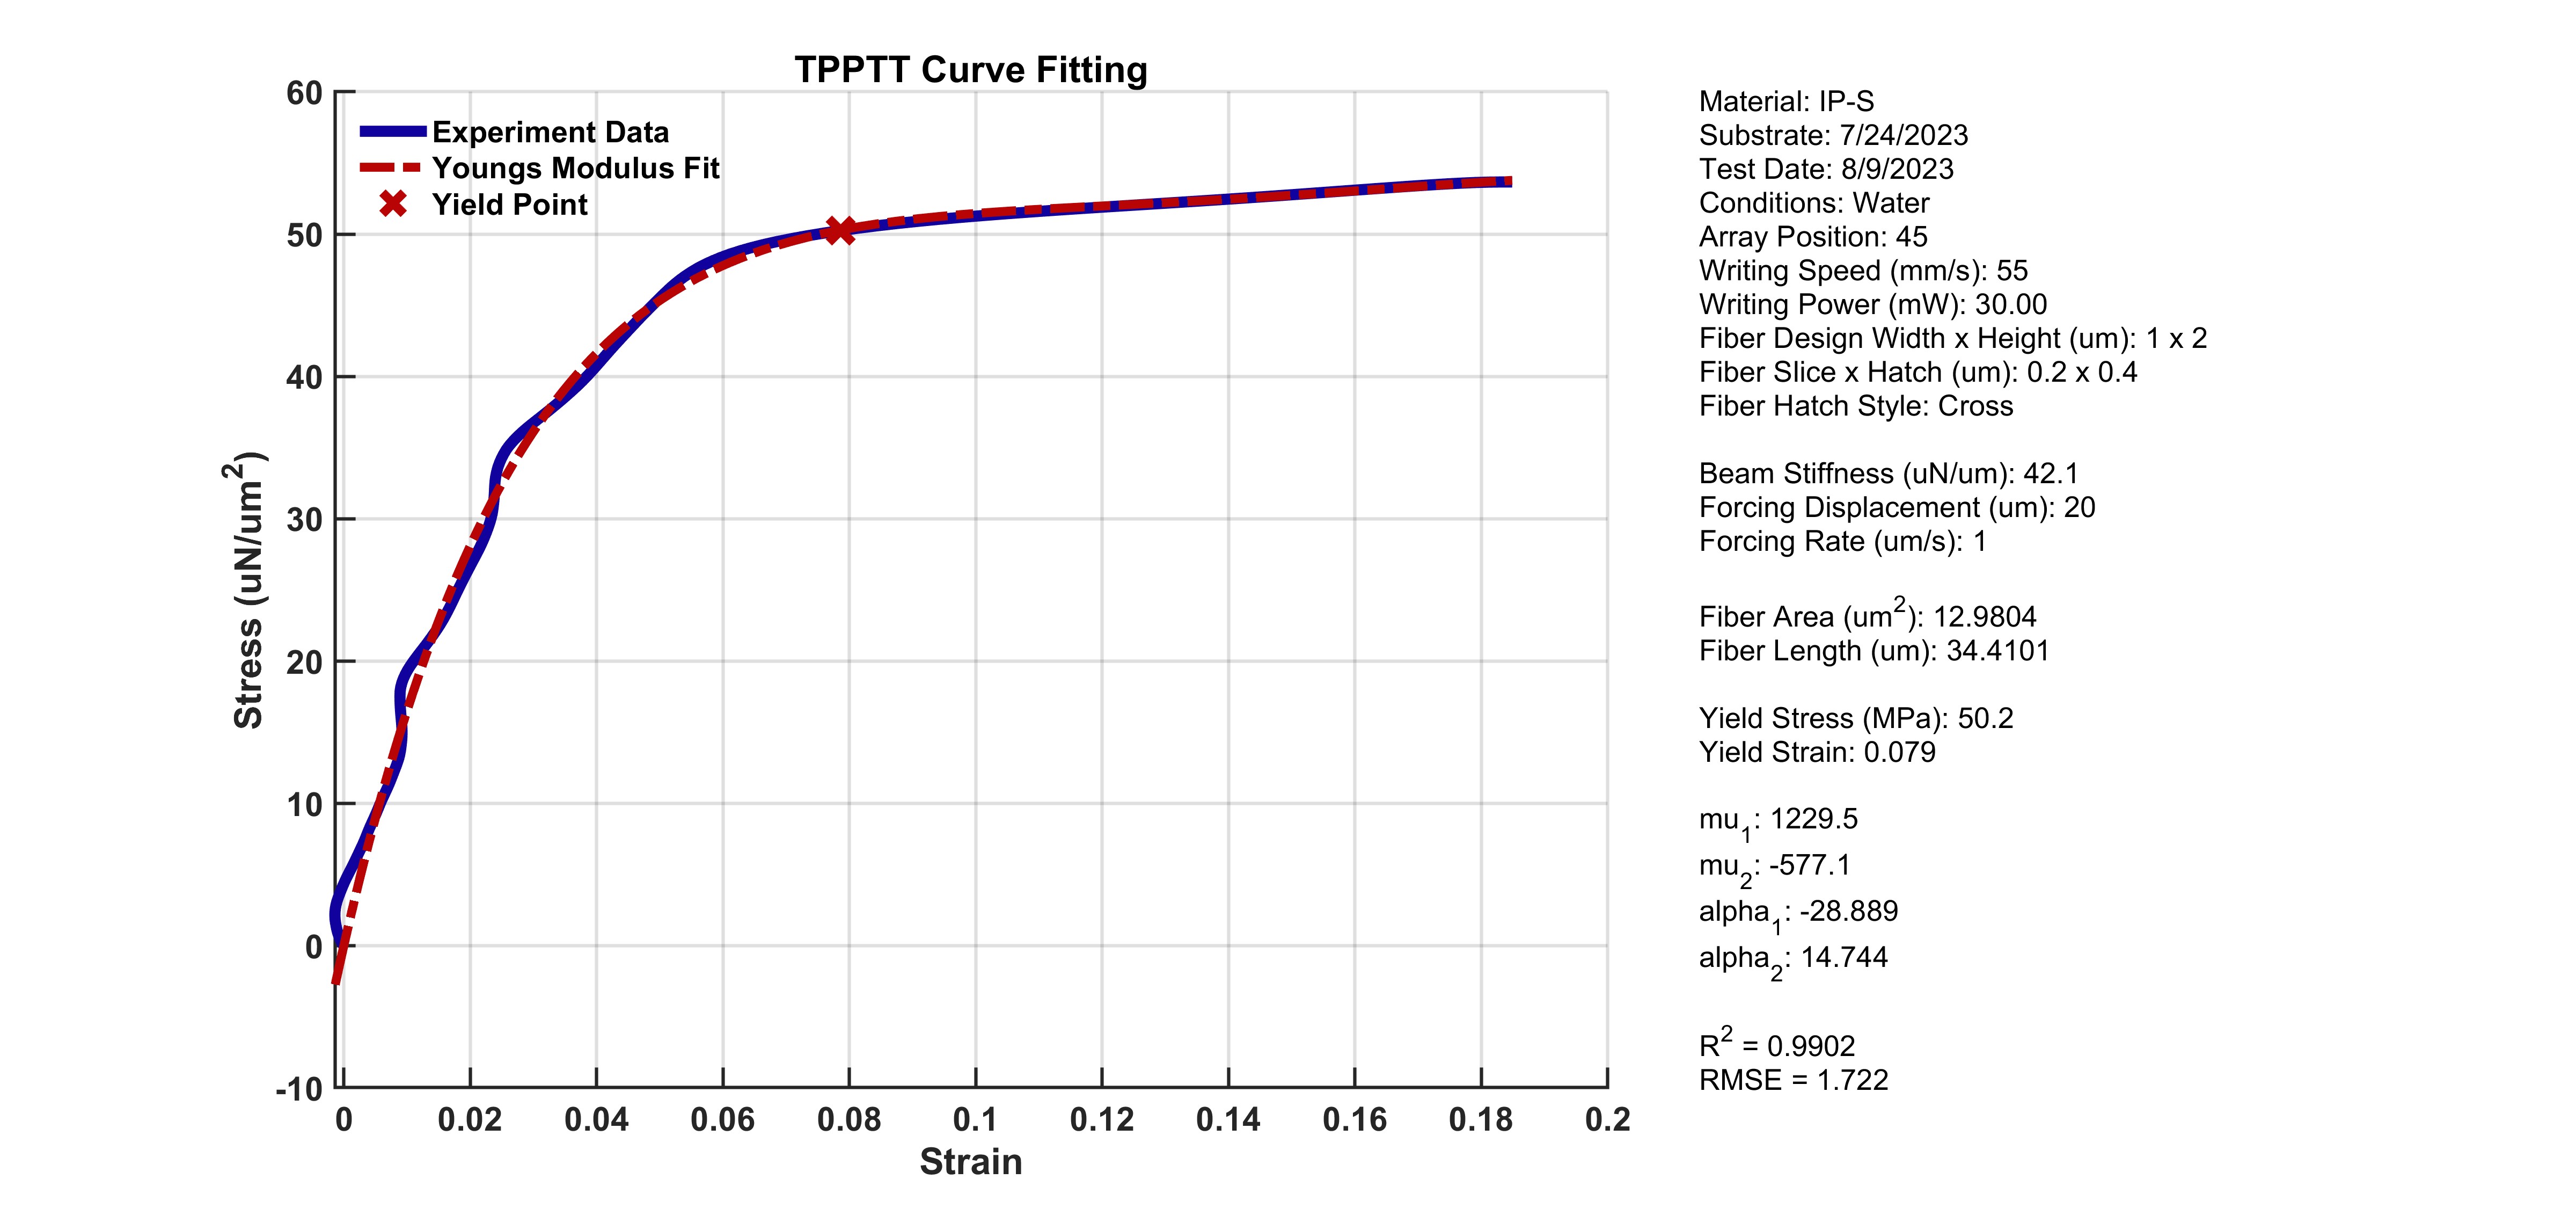 TPPTT Curve Fitting
60
50
40
30
20
10
0
-10
Stress (uN/um²)
Experiment Data
Youngs Modulus Fit
Yield Point
0 0.02 0.04 0.06 0.08 0.1 0.12 0.14 0.16 0.18 0.2
Strain
Material: IP-S
Substrate: 7/24/2023
Test Date: 8/9/2023
Conditions: Water
Array Position: 45
Writing Speed (mm/s): 55
Writing Power (mW): 30.00
Fiber Design Width x Height (um): 1 x 2
Fiber Slice x Hatch (um): 0.2 x 0.4
Fiber Hatch Style: Cross
Beam Stiffness (uN/um): 42.1
Forcing Displacement (um): 20
Forcing Rate (um/s): 1
Fiber Area (um²): 12.9804
Fiber Length (um): 34.4101
Yield Stress (MPa): 50.2
Yield Strain: 0.079
mu₁: 1229.5
mu₂: -577.1
alpha₁: -28.889
alpha₂: 14.744
R² = 0.9902
RMSE = 1.722